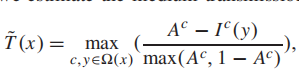 T̃(x) = max_{c,y∈Ω(x)} ( (A^c − I^c(y)) / max(A^c, 1 − A^c) ),